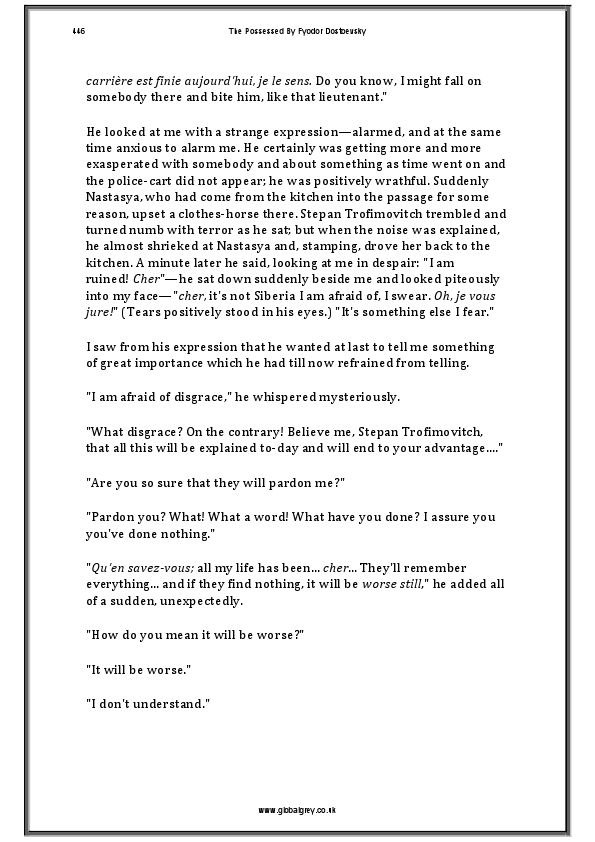 446
The Possessed By Fyodor Dostoevsky
carrière est finie aujourd'hui, je le sens. Do you know, I might fall on
somebody there and bite him, like that lieutenant."
He looked at me with a strange expression—alarmed, and at the same
time anxious to alarm me. He certainly was getting more and more
exasperated with somebody and about something as time went on and
the police-cart did not appear; he was positively wrathful. Suddenly
Nastasya, who had come from the kitchen into the passage for some
reason, upset a clothes-horse there. Stepan Trofimovitch trembled and
turned numb with terror as he sat; but when the noise was explained,
he almost shrieked at Nastasya and, stamping, drove her back to the
kitchen. A minute later he said, looking at me in despair: "I am
ruined! Cher"—he sat down suddenly beside me and looked piteously
into my face—"cher, it's not Siberia I am afraid of, I swear. Oh, je vous
jure!" (Tears positively stood in his eyes.) "It's something else I fear."
I saw from his expression that he wanted at last to tell me something
of great importance which he had till now refrained from telling.
"I am afraid of disgrace," he whispered mysteriously.
"What disgrace? On the contrary! Believe me, Stepan Trofimovitch,
that all this will be explained to-day and will end to your advantage...."
"Are you so sure that they will pardon me?"
"Pardon you? What! What a word! What have you done? I assure you
you've done nothing."
"Qu'en savez-vous; all my life has been... cher... They'll remember
everything... and if they find nothing, it will be worse still," he added all
of a sudden, unexpectedly.
"How do you mean it will be worse?"
"It will be worse."
"I don't understand."
www.globalgrey.co.uk